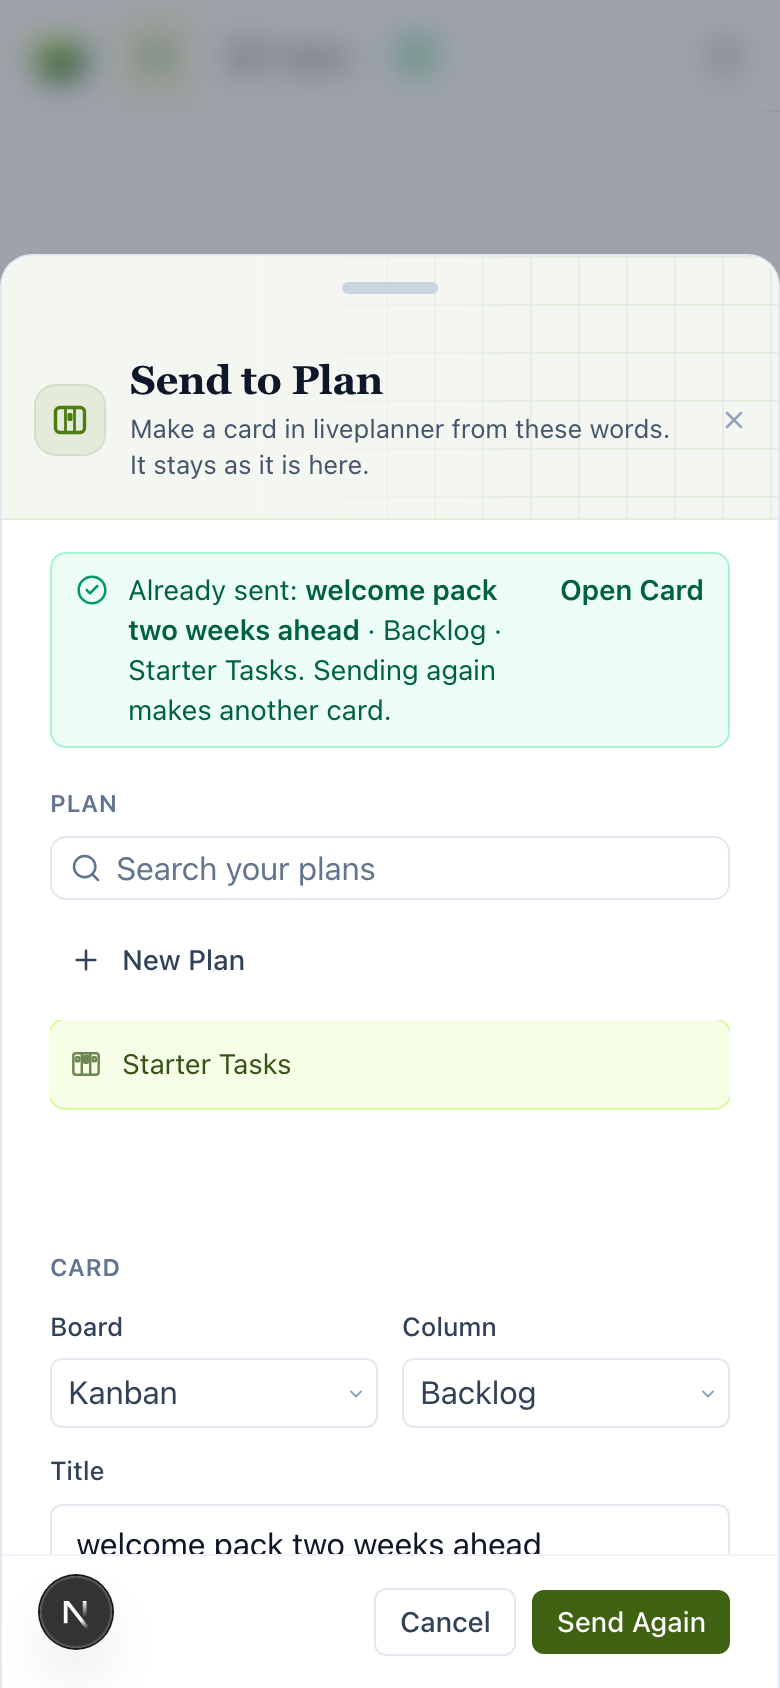 Send to Plan
Make a card in liveplanner from these words.
It stays as it is here.
Already sent: welcome pack
two weeks ahead · Backlog ·
Starter Tasks. Sending again
makes another card.
Open Card
PLAN
Search your plans
New Plan
Starter Tasks
CARD
Board
Column
Kanban
Backlog
Title
welcome pack two weeks ahead
N
Cancel
Send Again